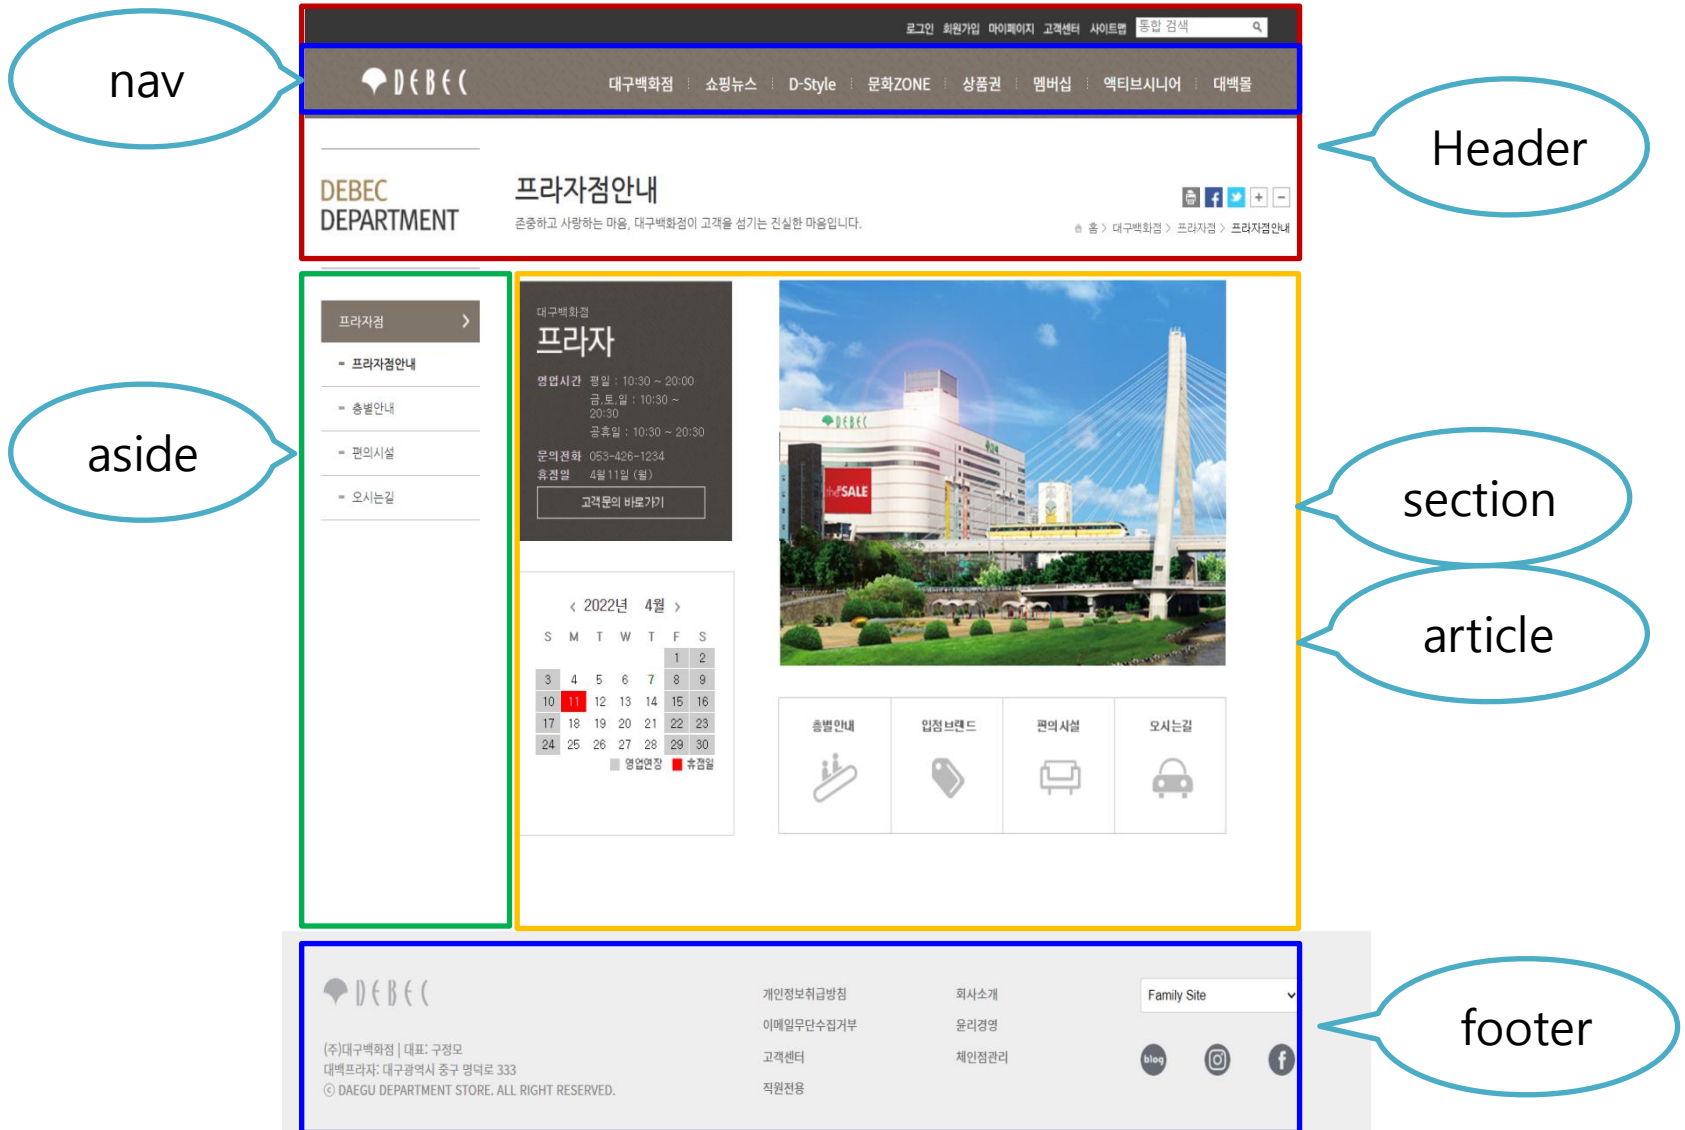 로그인 회원가입 마이페이지 고객센터 사이트맵 통합 검색
nav
DEBEC
대구백화점 쇼핑뉴스 D-Style 문화ZONE 상품권 멤버십 액티브시니어 대백몰
Header
DEBEC
DEPARTMENT
프라자점안내
존중하고 사랑하는 마음, 대구백화점이 고객을 섬기는 진실한 마음입니다.
홈 > 대구백화점 > 프라자점 > 프라자점안내
aside
프라자점
프라자점안내
층별안내
편의시설
오시는길
대구백화점
프라자
영업시간 평일 : 10:30 ~ 20:00
금,토,일 : 10:30 ~
20:30
공휴일 : 10:30 ~ 20:30
문의전화 053-426-1234
휴점일 4월11일 (월)
고객문의 바로가기
DEBEC
the SALE
section
article
< 2022년 4월 >
S M T W T F S
1 2
3 4 5 6 7 8 9
10 11 12 13 14 15 16
17 18 19 20 21 22 23
24 25 26 27 28 29 30
영업연장 휴점일
층별안내 입점브랜드 편의시설 오시는길
DEBEC
(주)대구백화점 | 대표: 구정모
대백프라자: 대구광역시 중구 명덕로 333
ⓒ DAEGU DEPARTMENT STORE. ALL RIGHT RESERVED.
개인정보취급방침
이메일무단수집거부
고객센터
직원전용
회사소개
윤리경영
체인점관리
Family Site
blog
footer